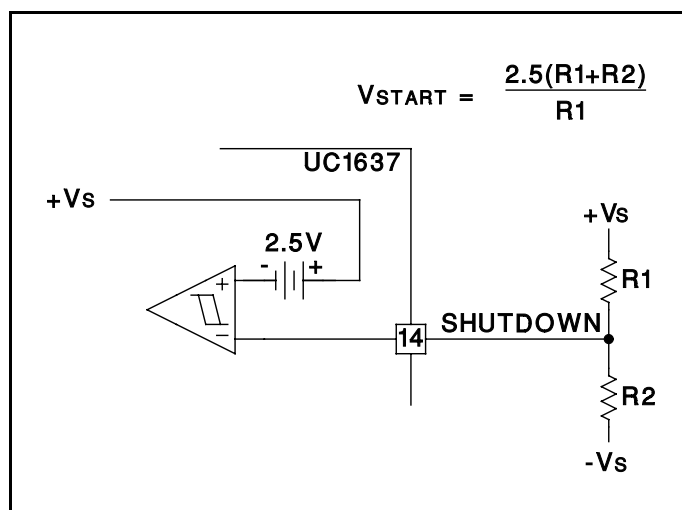 VSTART = 2.5(R1+R2)
R1
UC1637
+Vs
+Vs
2.5V
- +
+
R1
14
SHUTDOWN
−
R2
-Vs